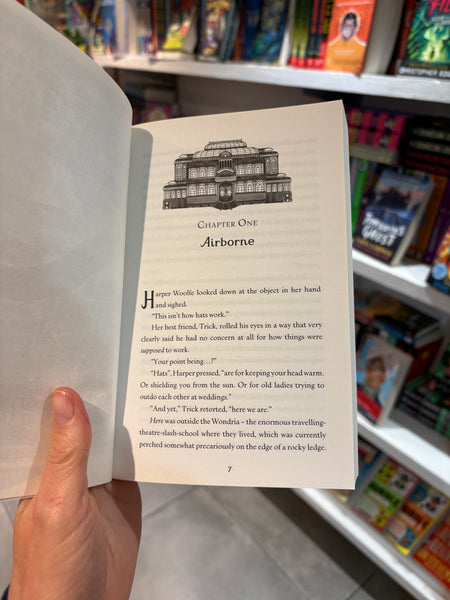 CHAPTER ONE
Airborne
Harper Woolfe looked down at the object in her hand
and sighed.
“This isn’t how hats work.”
Her best friend, Trick, rolled his eyes in a way that very
clearly said he had no concern at all for how things were
supposed to work.
“Your point being…?”
“Hats”, Harper pressed, “are for keeping your head warm.
Or shielding you from the sun. Or for old ladies trying to
outdo each other at weddings.”
“And yet,” Trick retorted, “here we are.”
Here was outside the Wondria – the enormous travelling-
theatre-slash-school where they lived, which was currently
perched somewhat precariously on the edge of a rocky ledge.
7